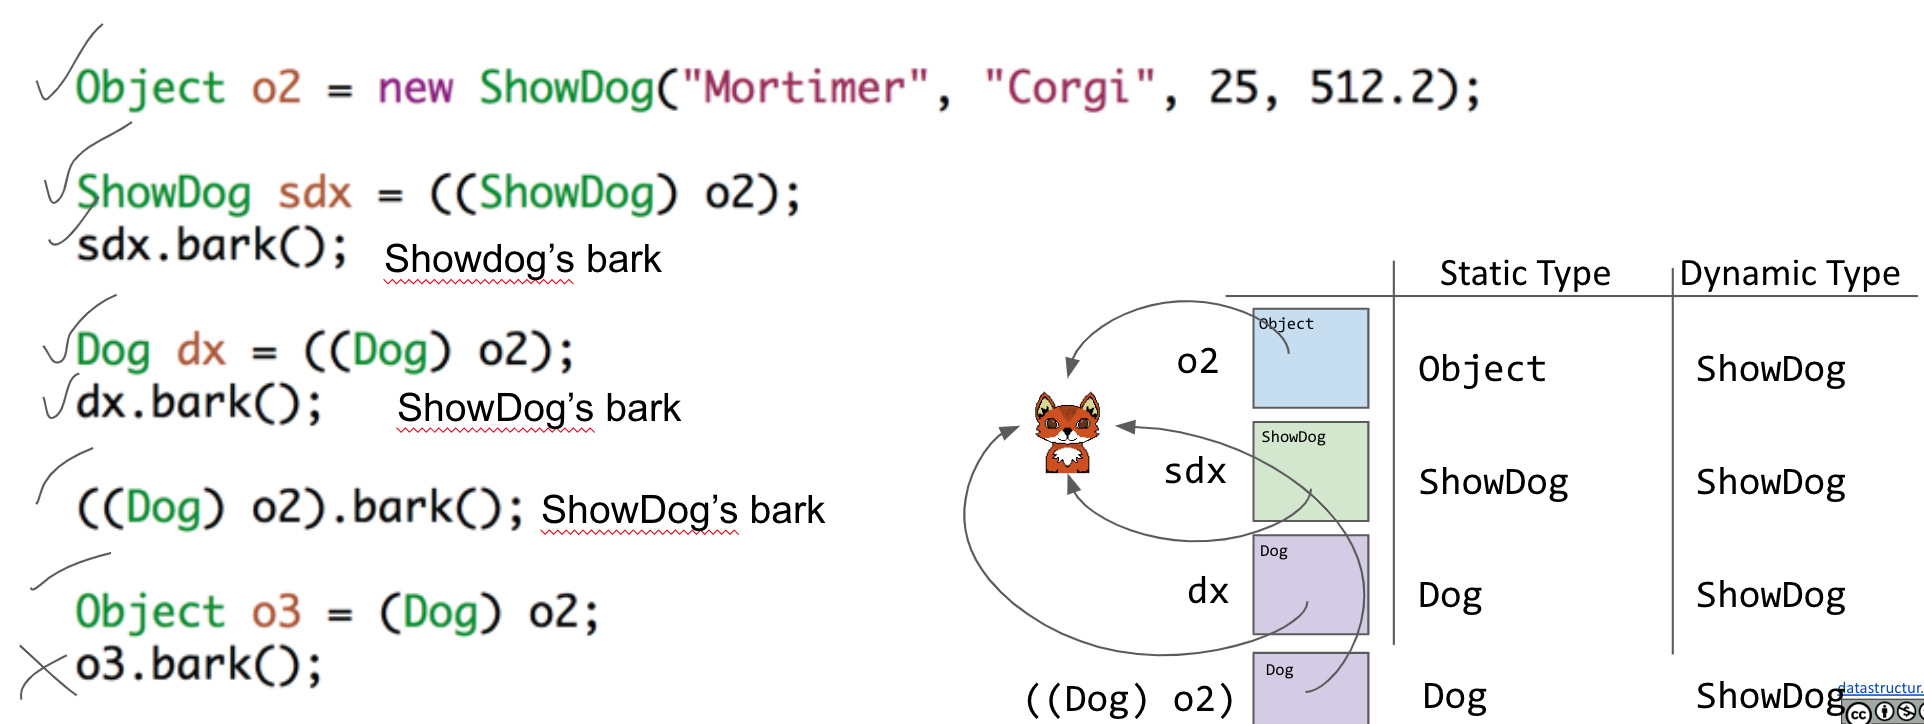 Object o2 = new ShowDog("Mortimer", "Corgi", 25, 512.2);
ShowDog sdx = ((ShowDog) o2);
sdx.bark(); Showdog's bark
Dog dx = ((Dog) o2);
dx.bark(); ShowDog's bark
((Dog) o2).bark(); ShowDog's bark
Object o3 = (Dog) o2;
o3.bark();
Static Type Dynamic Type
o2 Object Object ShowDog
sdx ShowDog ShowDog ShowDog
dx Dog Dog ShowDog
((Dog) o2) Dog Dog ShowDog
datastructur.
cc